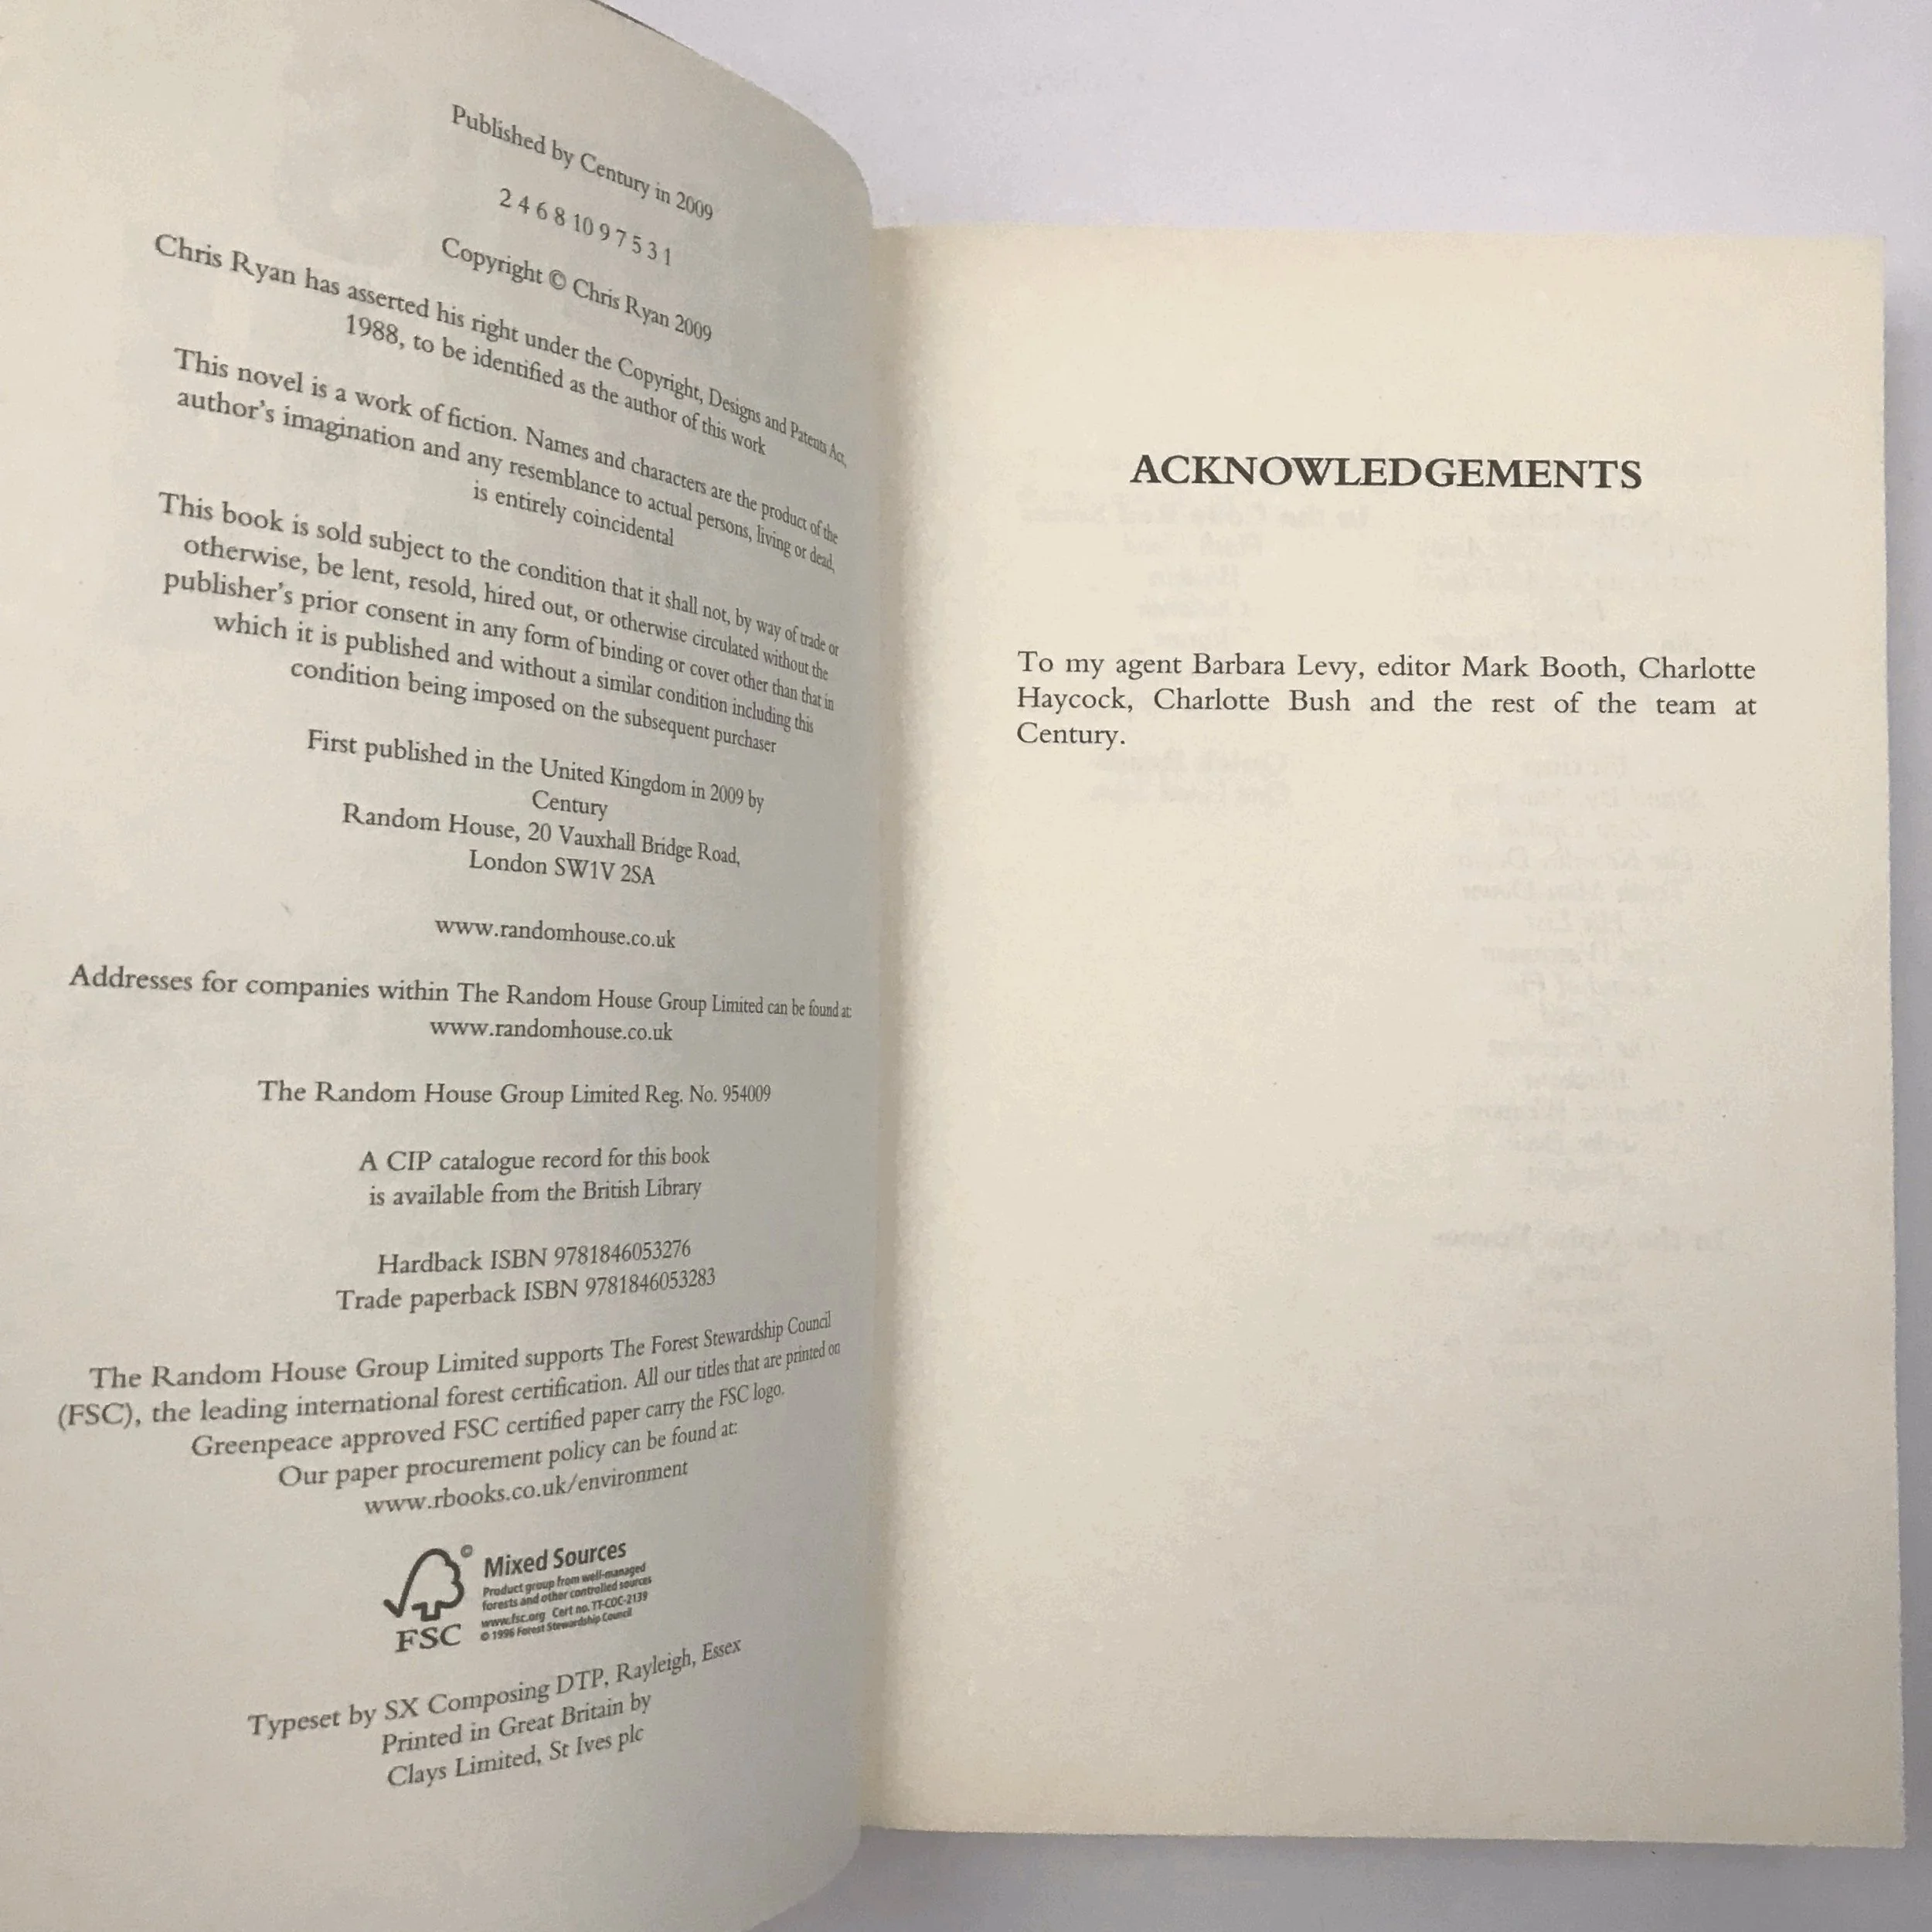 Published by Century in 2009
2 4 6 8 10 9 7 5 3 1
Copyright © Chris Ryan 2009
Chris Ryan has asserted his right under the Copyright, Designs and Patents Act,
1988, to be identified as the author of this work
This novel is a work of fiction. Names and characters are the product of the
author's imagination and any resemblance to actual persons, living or dead,
is entirely coincidental
This book is sold subject to the condition that it shall not, by way of trade or
otherwise, be lent, resold, hired out, or otherwise circulated without the
publisher's prior consent in any form of binding or cover other than that in
which it is published and without a similar condition including this
condition being imposed on the subsequent purchaser
First published in the United Kingdom in 2009 by
Century
Random House, 20 Vauxhall Bridge Road,
London SW1V 2SA
www.randomhouse.co.uk
Addresses for companies within The Random House Group Limited can be found at:
www.randomhouse.co.uk
The Random House Group Limited Reg. No. 954009
A CIP catalogue record for this book
is available from the British Library
Hardback ISBN 9781846053276
Trade paperback ISBN 9781846053283
The Random House Group Limited supports The Forest Stewardship Council
(FSC), the leading international forest certification. All our titles that are printed on
Greenpeace approved FSC certified paper carry the FSC logo.
Our paper procurement policy can be found at:
www.rbooks.co.uk/environment
Mixed Sources
Product group from well-managed
forests and other controlled sources
www.fsc.org Cert no. TT-COC-2139
© 1996 Forest Stewardship Council
FSC
Typeset by SX Composing DTP, Rayleigh, Essex
Printed in Great Britain by
Clays Limited, St Ives plc
ACKNOWLEDGEMENTS
To my agent Barbara Levy, editor Mark Booth, Charlotte
Haycock, Charlotte Bush and the rest of the team at
Century.